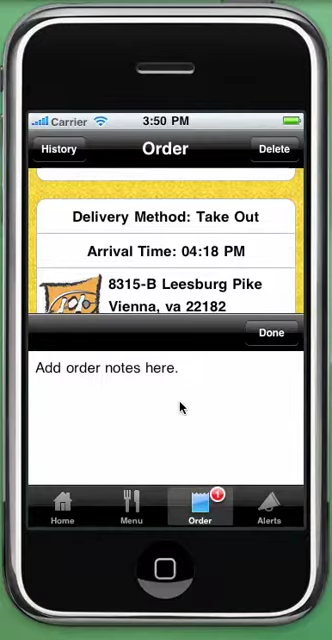 Carrier 3:50 PM
History Order Delete
Delivery Method: Take Out
Arrival Time: 04:18 PM
8315-B Leesburg Pike
Vienna, va 22182
Done
Add order notes here.
1
Home Menu Order Alerts